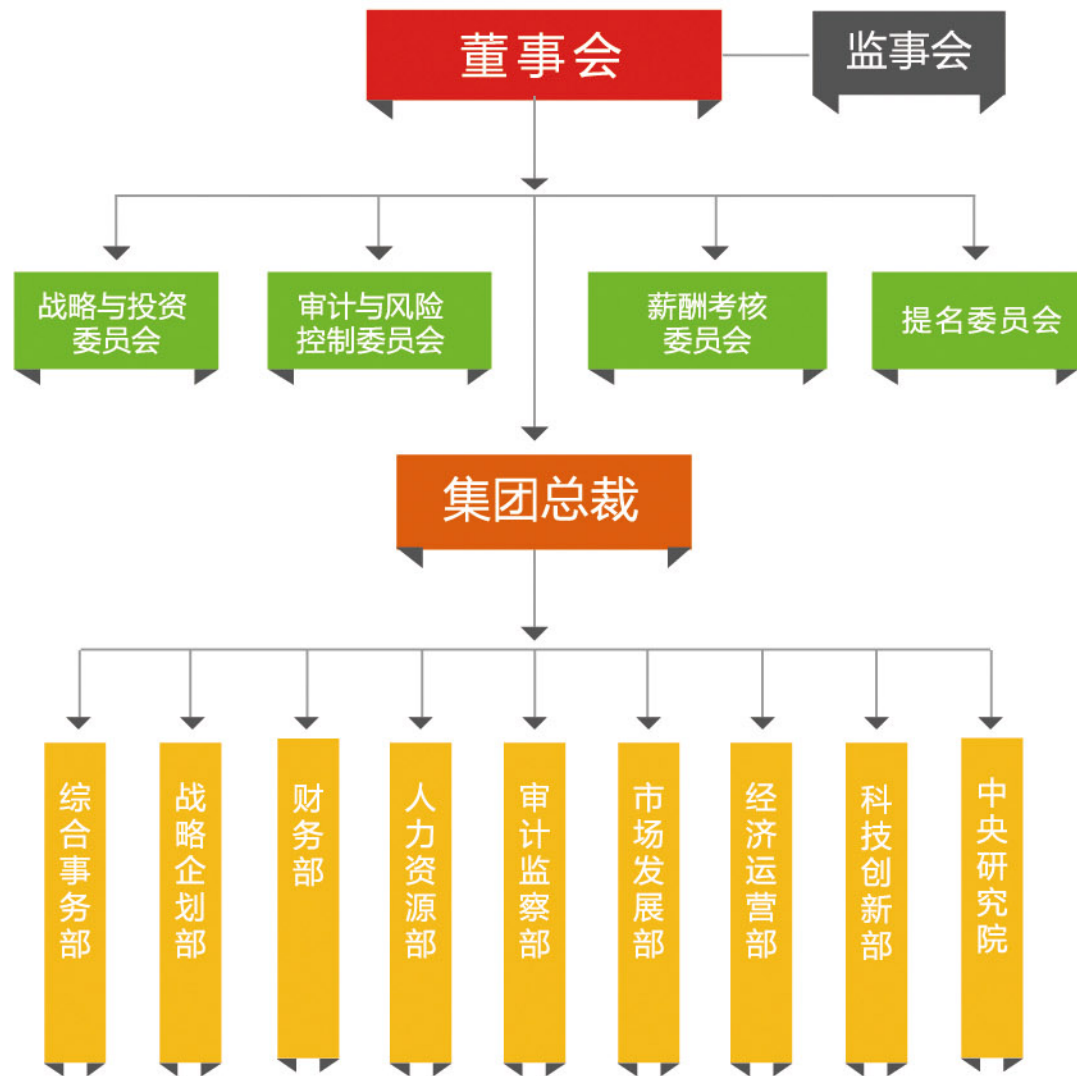 董事会
监事会
战略与投资
委员会
审计与风险
控制委员会
薪酬考核
委员会
提名委员会
集团总裁
综合事务部
战略企划部
财务部
人力资源部
审计监察部
市场发展部
经济运营部
科技创新部
中央研究院